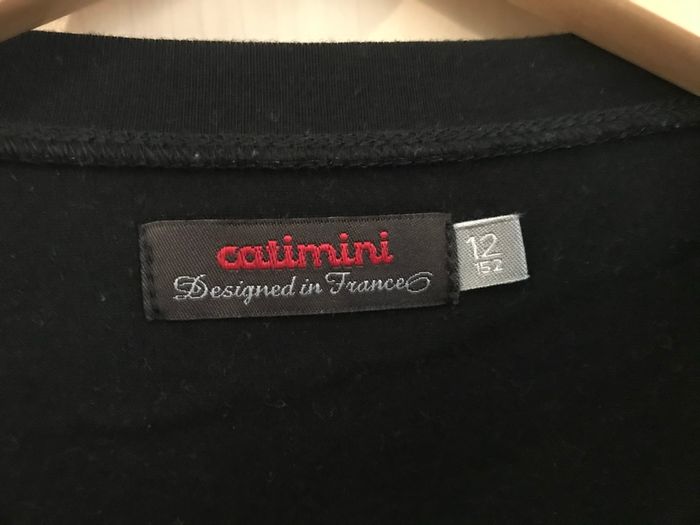 catimini
Designed in France
12
152